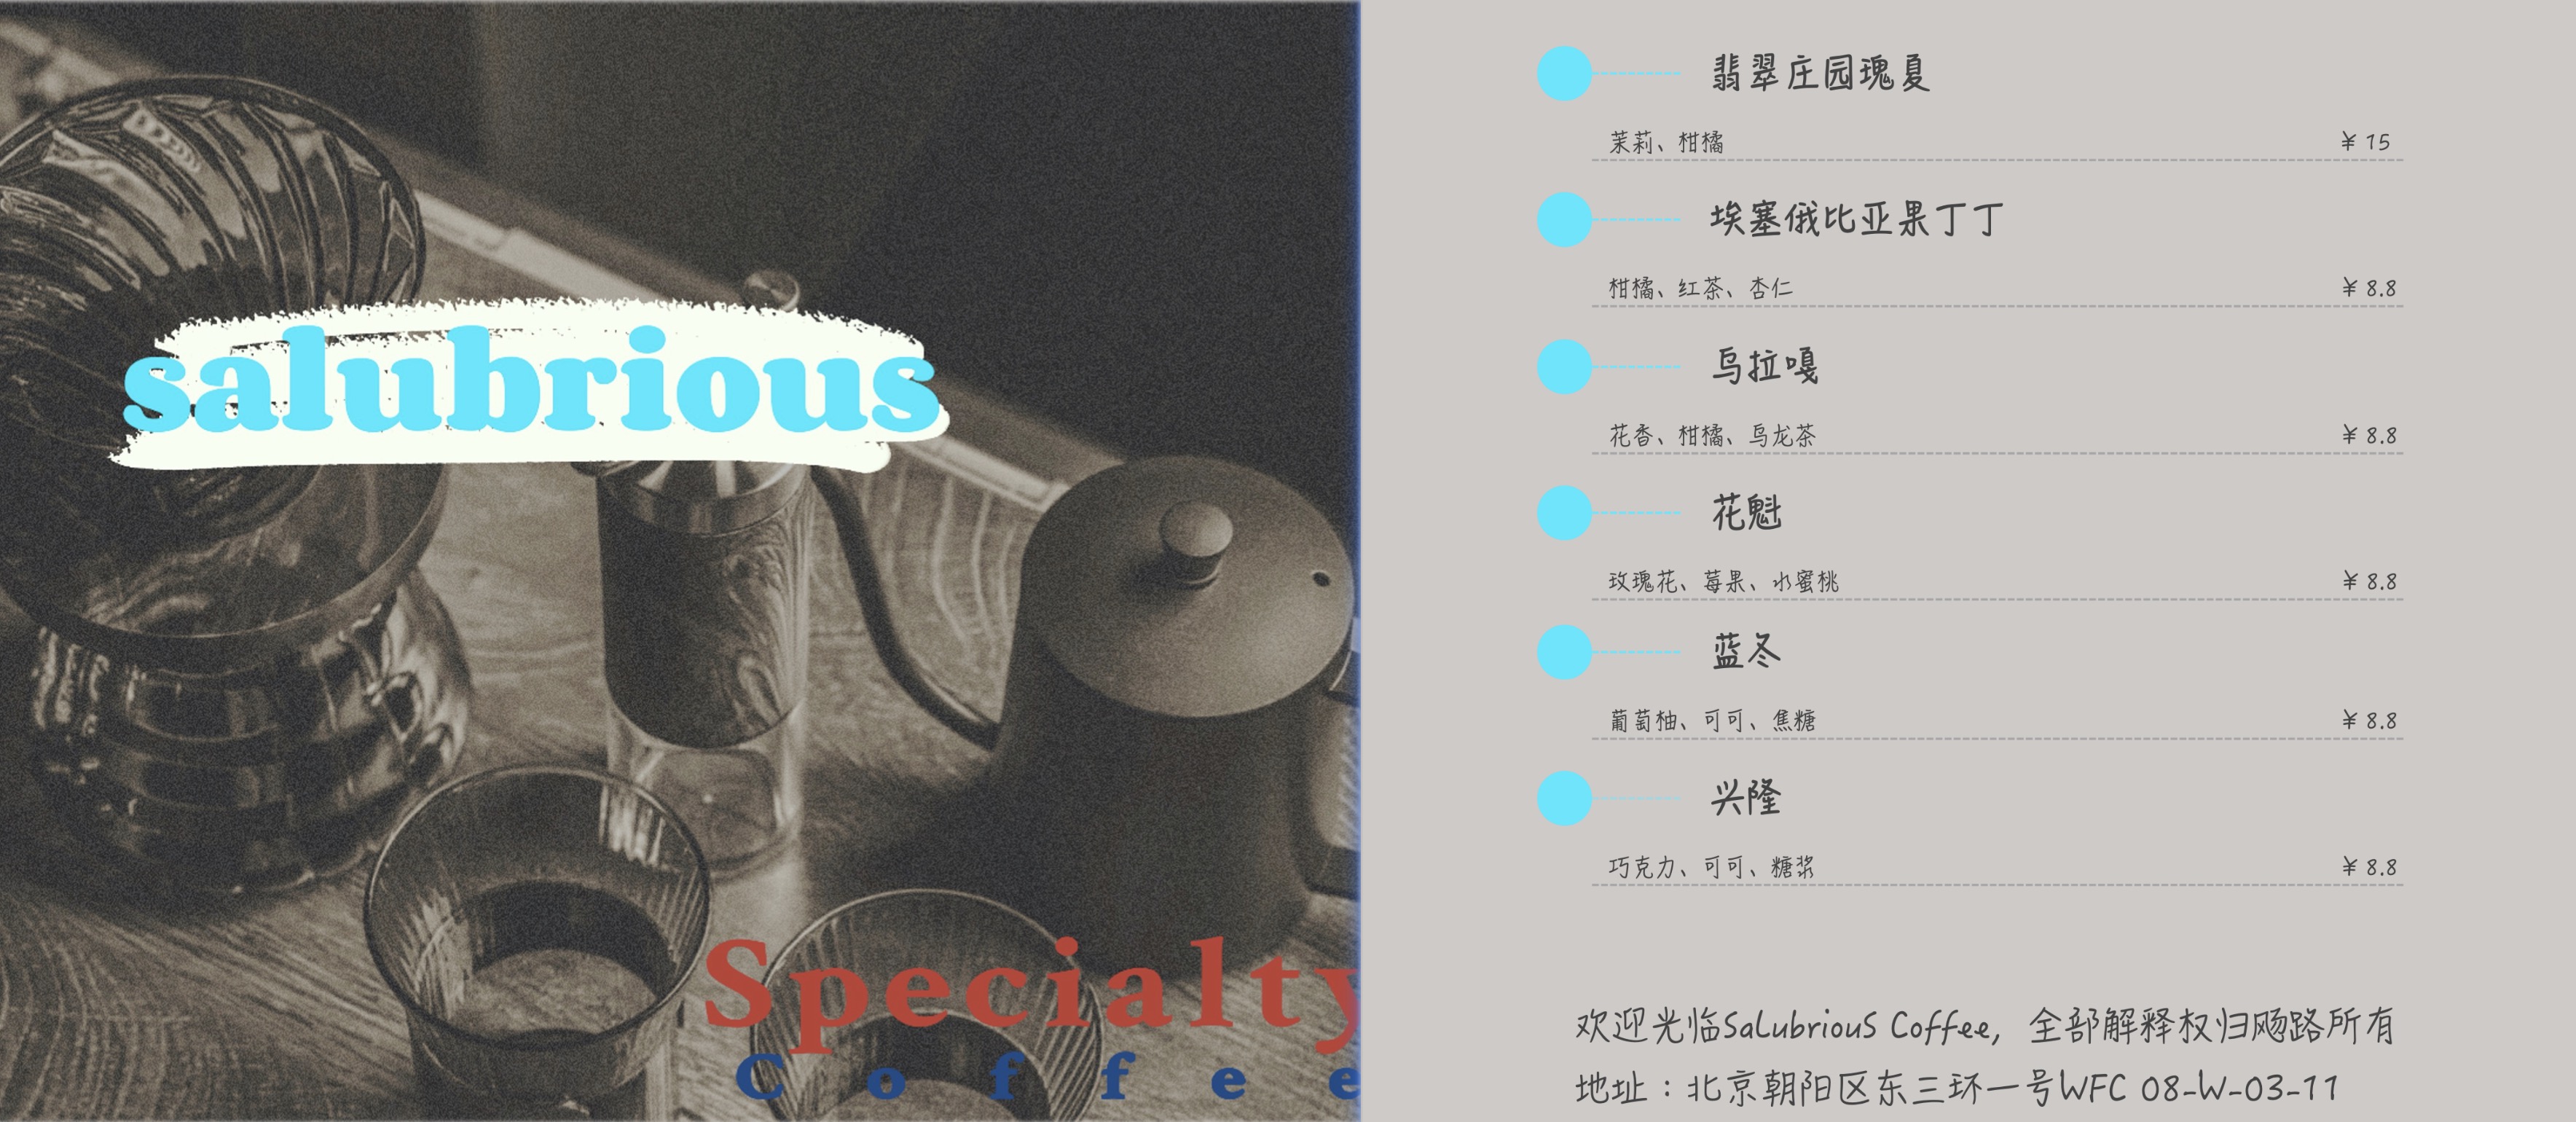 salubrious
Specialty
Coffee
翡翠庄园瑰夏
茉莉、柑橘
¥ 15
埃塞俄比亚果丁丁
柑橘、红茶、杏仁
¥ 8.8
乌拉嘎
花香、柑橘、乌龙茶
¥ 8.8
花魁
玫瑰花、莓果、水蜜桃
¥ 8.8
蓝冬
葡萄柚、可可、焦糖
¥ 8.8
兴隆
巧克力、可可、糖浆
¥ 8.8
欢迎光临SalubriouS Coffee, 全部解释权归飏路所有
地址：北京朝阳区东三环一号WFC 08-W-03-11